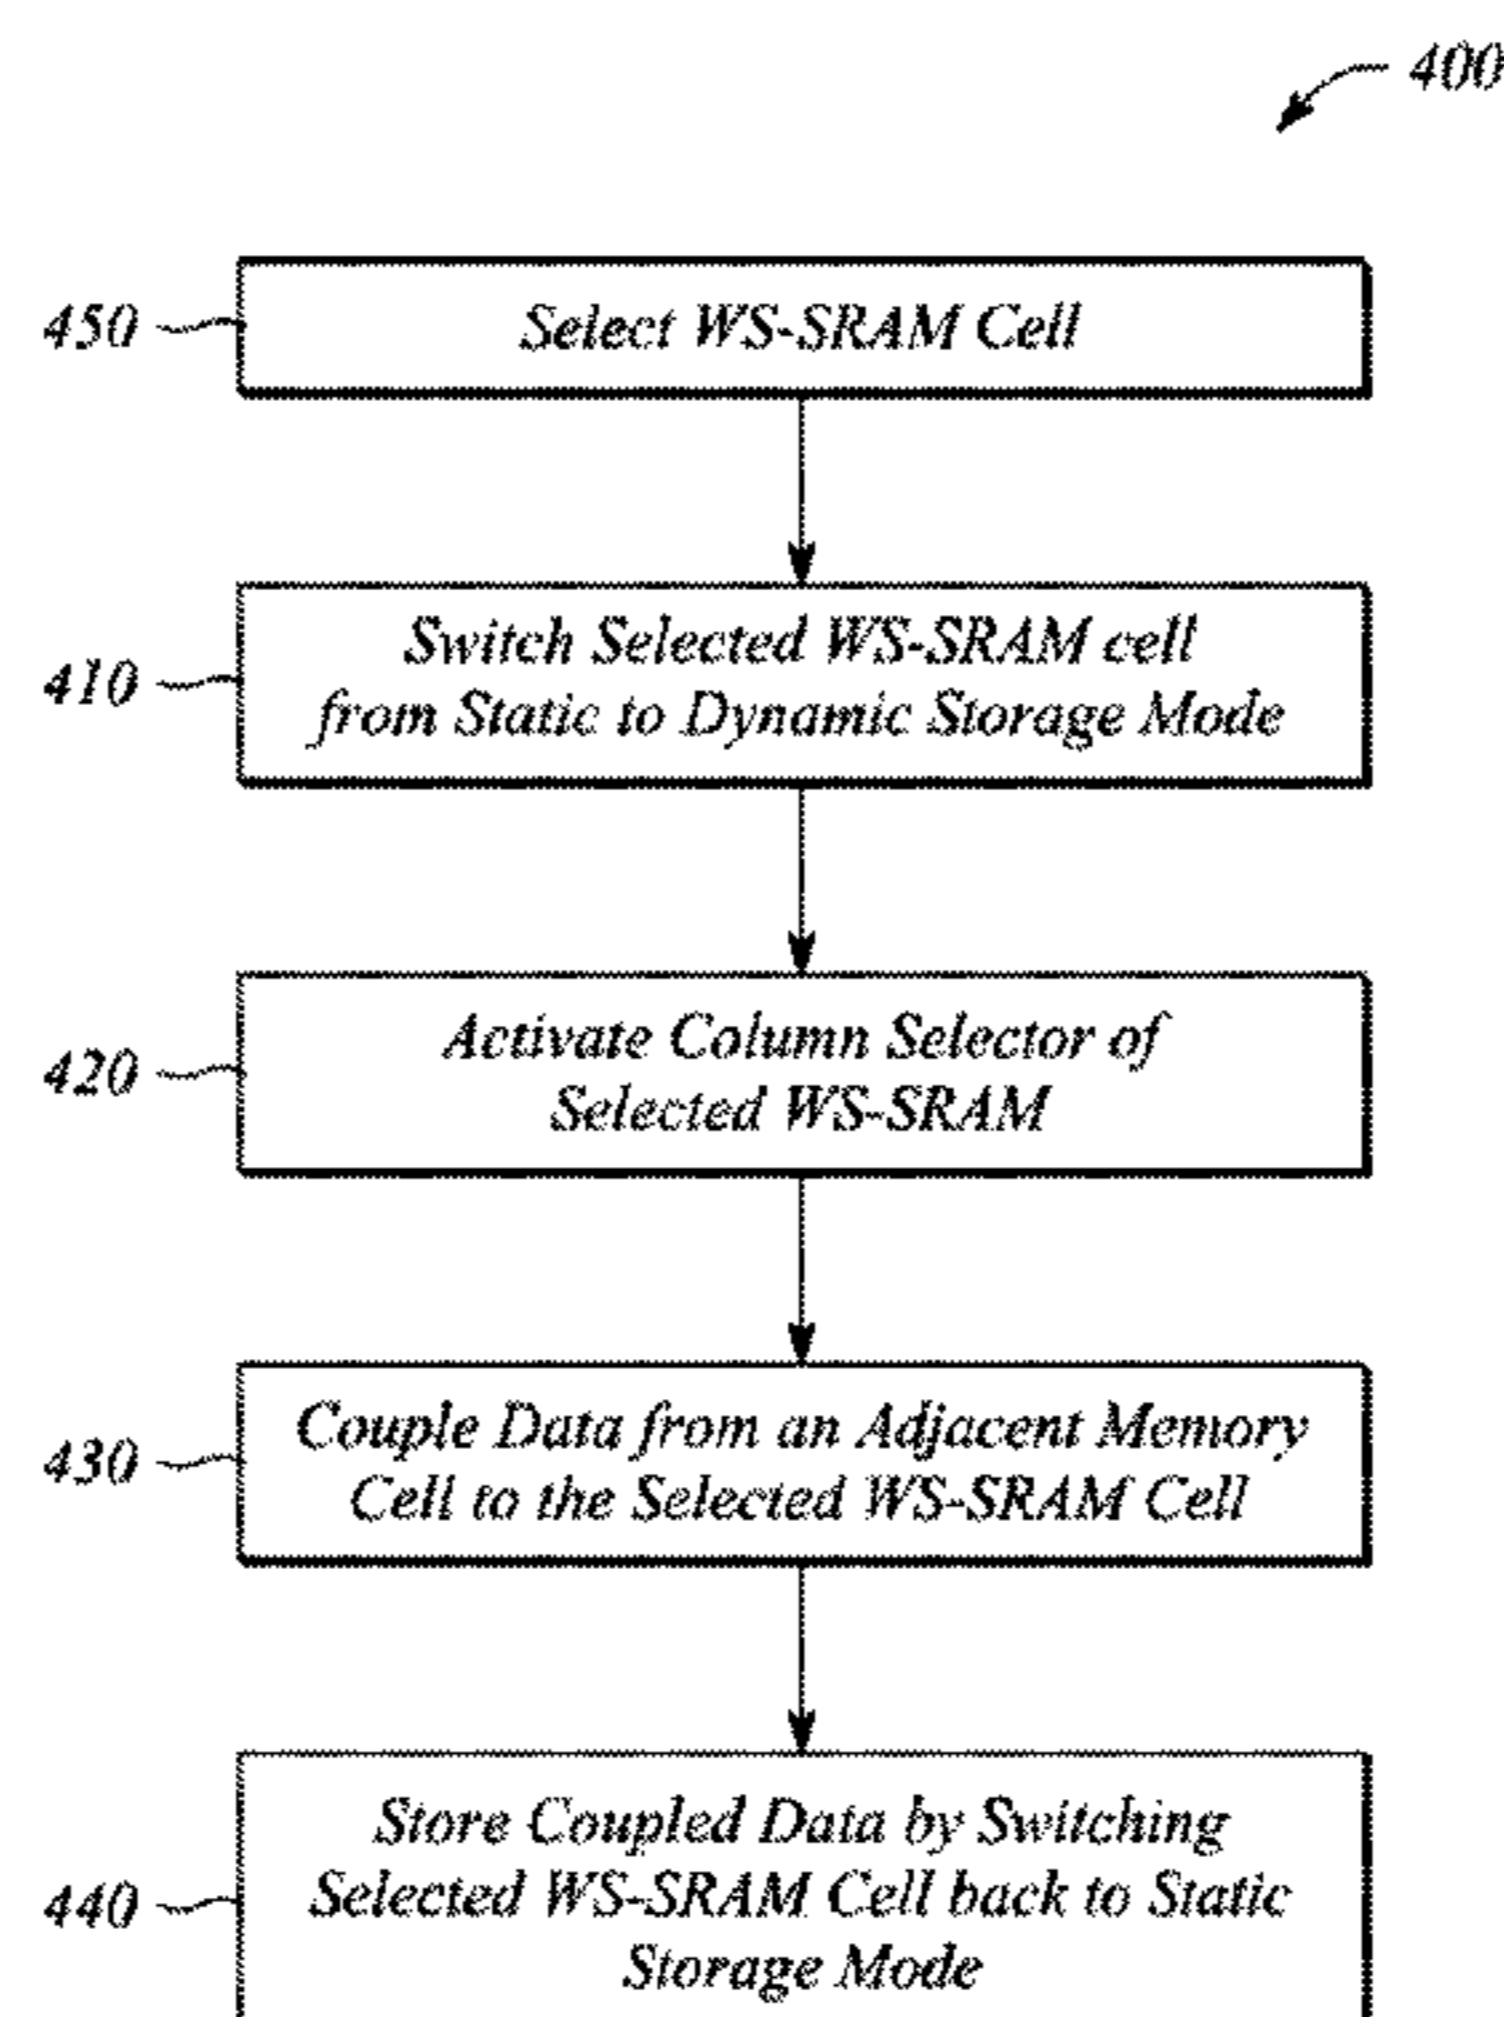 400
450
Select WS-SRAM Cell
410
Switch Selected WS-SRAM cell
from Static to Dynamic Storage Mode
420
Activate Column Selector of
Selected WS-SRAM
430
Couple Data from an Adjacent Memory
Cell to the Selected WS-SRAM Cell
440
Store Coupled Data by Switching
Selected WS-SRAM Cell back to Static
Storage Mode